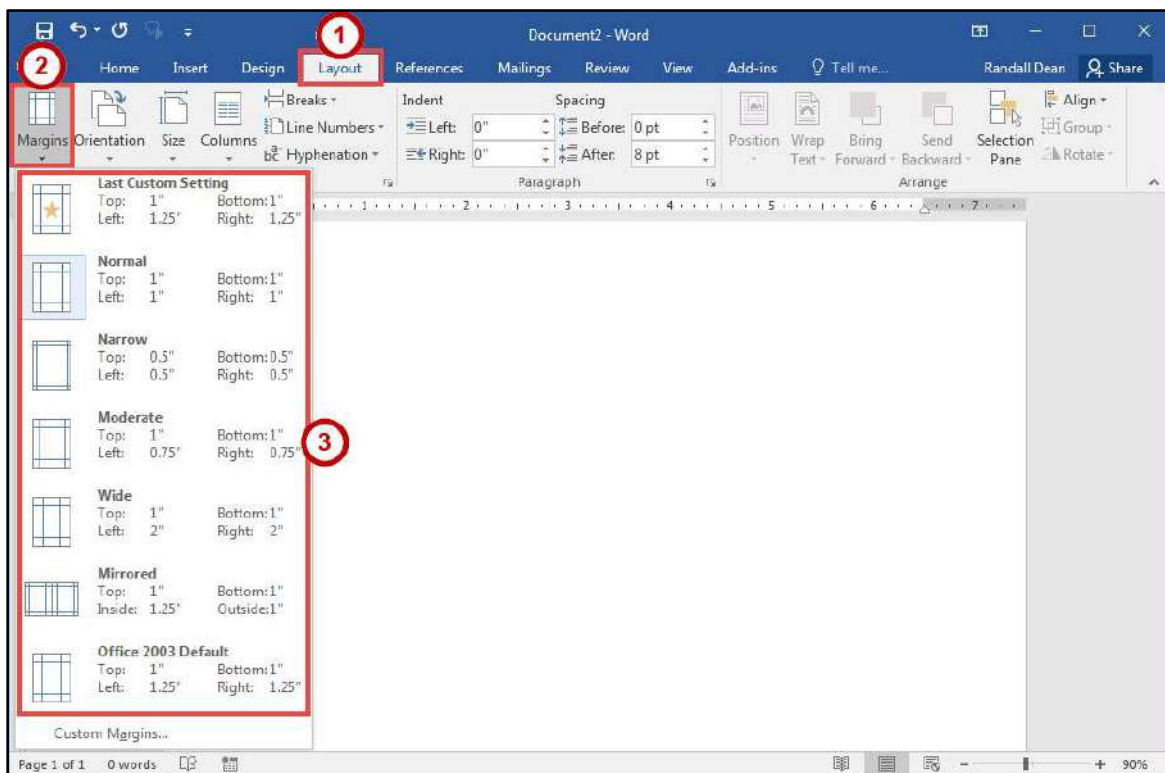 1
Document2 - Word
2
Home Insert Design Layout References Mailings Review View Add-ins Tell me... Randall Dean Share
Breaks Indent Spacing Align
Margins Orientation Size Columns Line Numbers Left: 0" Before: 0 pt Position Wrap Text Bring Forward Send Backward Selection Pane Group
Hyphenation Right: 0" After: 8 pt Rotate
Paragraph Arrange
1 2 3 4 5 6 7
Last Custom Setting
Top: 1" Bottom: 1"
Left: 1.25" Right: 1.25"
Normal
Top: 1" Bottom: 1"
Left: 1" Right: 1"
Narrow
Top: 0.5" Bottom: 0.5"
Left: 0.5" Right: 0.5"
Moderate
Top: 1" Bottom: 1"
Left: 0.75" Right: 0.75"
3
Wide
Top: 1" Bottom: 1"
Left: 2" Right: 2"
Mirrored
Top: 1" Bottom: 1"
Inside: 1.25" Outside: 1"
Office 2003 Default
Top: 1" Bottom: 1"
Left: 1.25" Right: 1.25"
Custom Margins...
Page 1 of 1 0 words 90%